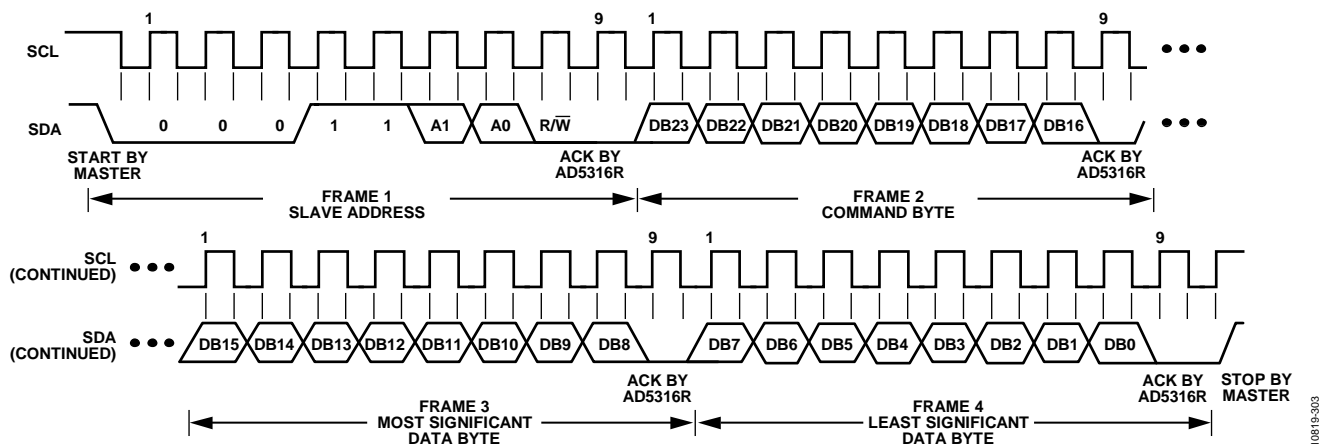 1 9 1 9
SCL
SDA 0 0 0 1 1 A1 A0 R/W̅ DB23 DB22 DB21 DB20 DB19 DB18 DB17 DB16
START BY
MASTER
ACK BY
AD5316R
ACK BY
AD5316R
FRAME 1
SLAVE ADDRESS
FRAME 2
COMMAND BYTE
1 9 1 9
SCL
(CONTINUED)
SDA
(CONTINUED)
DB15 DB14 DB13 DB12 DB11 DB10 DB9 DB8 DB7 DB6 DB5 DB4 DB3 DB2 DB1 DB0
ACK BY
AD5316R
ACK BY
AD5316R
STOP BY
MASTER
FRAME 3
MOST SIGNIFICANT
DATA BYTE
FRAME 4
LEAST SIGNIFICANT
DATA BYTE
10819-303